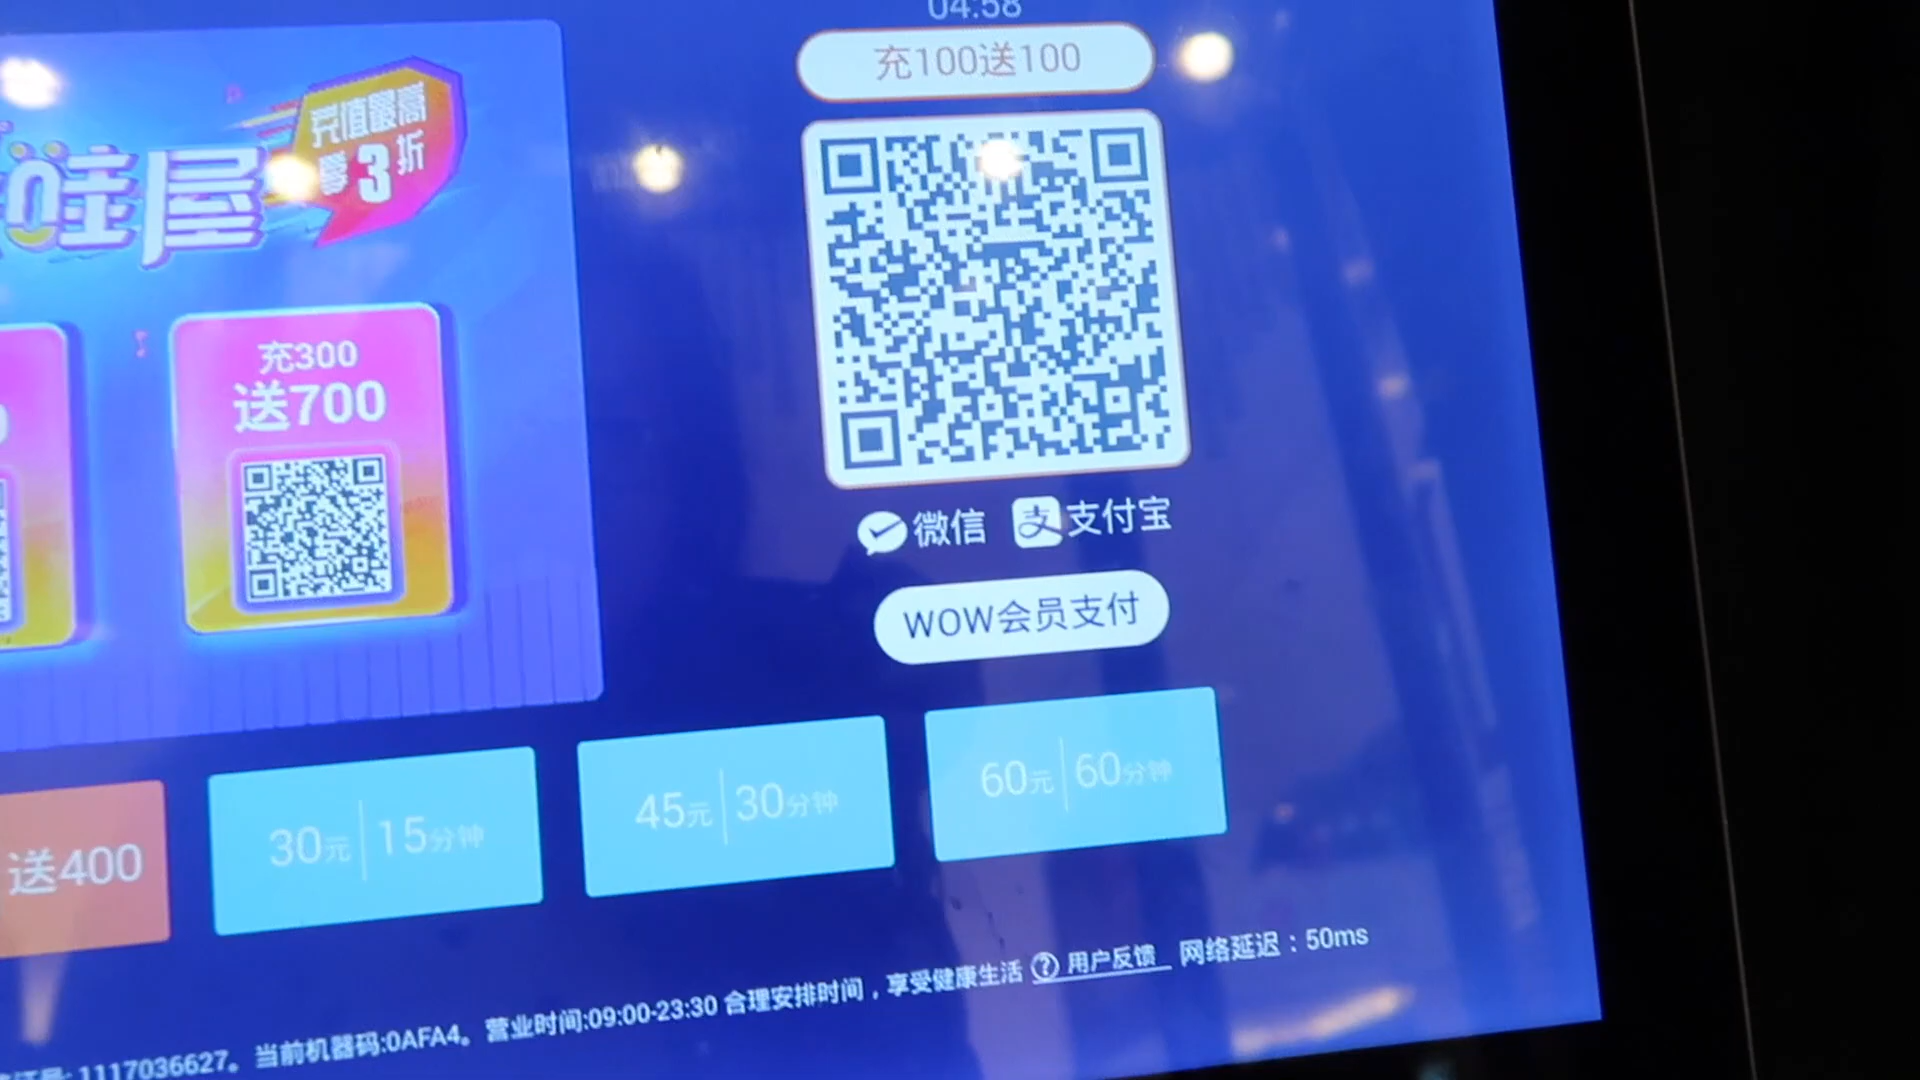 04:58
充100送100
充值最高
享3折
哇屋
充300
送700
微信 支付宝
WOW会员支付
送400
30元 15分钟
45元 30分钟
60元 60分钟
1117036627。当前机器码:0AFA4。营业时间:09:00-23:30 合理安排时间，享受健康生活 ? 用户反馈 网络延迟：50ms